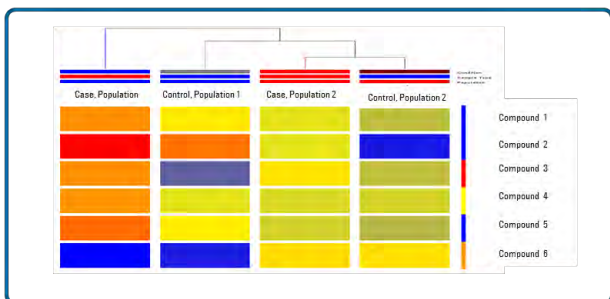 Case, Population Control, Population 1 Case, Population 2 Control, Population 2
Compound 1
Compound 2
Compound 3
Compound 4
Compound 5
Compound 6